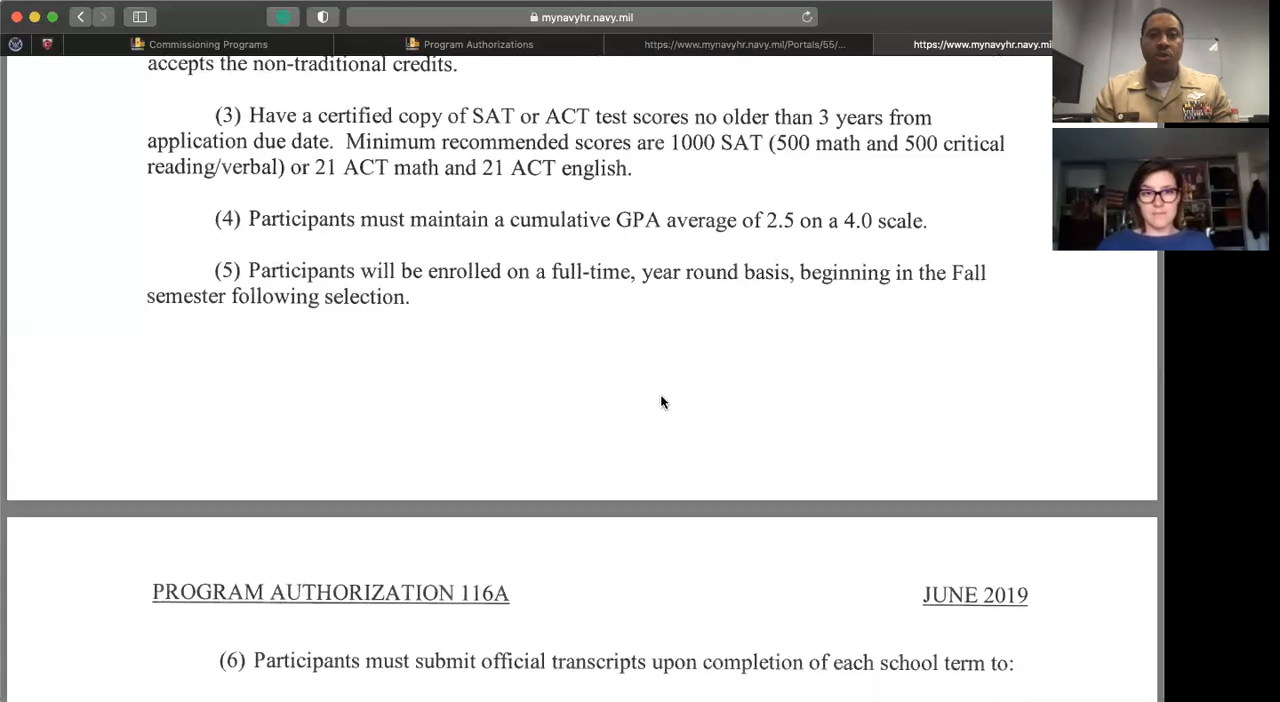 mynavyhr.navy.mil
Commissioning Programs
Program Authorizations
https://www.mynavyhr.navy.mil/Portals/55/...
https://www.mynavyhr.navy.mi
accepts the non-traditional credits.
(3) Have a certified copy of SAT or ACT test scores no older than 3 years from
application due date. Minimum recommended scores are 1000 SAT (500 math and 500 critical
reading/verbal) or 21 ACT math and 21 ACT english.
(4) Participants must maintain a cumulative GPA average of 2.5 on a 4.0 scale.
(5) Participants will be enrolled on a full-time, year round basis, beginning in the Fall
semester following selection.
PROGRAM AUTHORIZATION 116A
JUNE 2019
(6) Participants must submit official transcripts upon completion of each school term to: